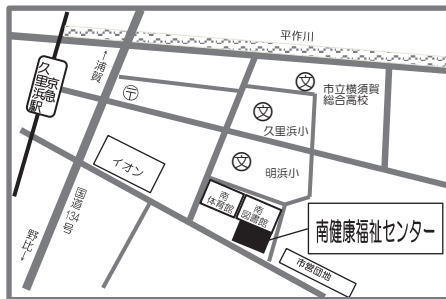 平作川
↑浦賀
京急
久里浜駅
〒
文
市立横須賀
総合高校
文
久里浜小
イオン
文
明浜小
国道134号
南
体育館
南
図書館
南健康福祉センター
野比↓
市営団地